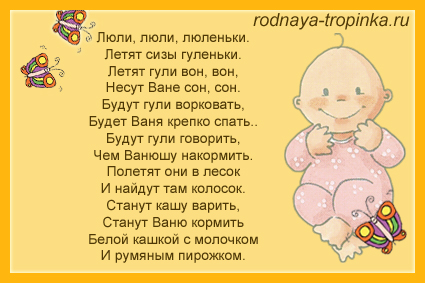 rodnaya-tropinka.ru
Люли, люли, люленьки.
Летят сизы гуленьки.
Летят гули вон, вон,
Несут Ване сон, сон.
Будут гули ворковать,
Будет Ваня крепко спать..
Будут гули говорить,
Чем Ванюшу накормить.
Полетят они в лесок
И найдут там колосок.
Станут кашу варить,
Станут Ваню кормить
Белой кашкой с молочком
И румяным пирожком.